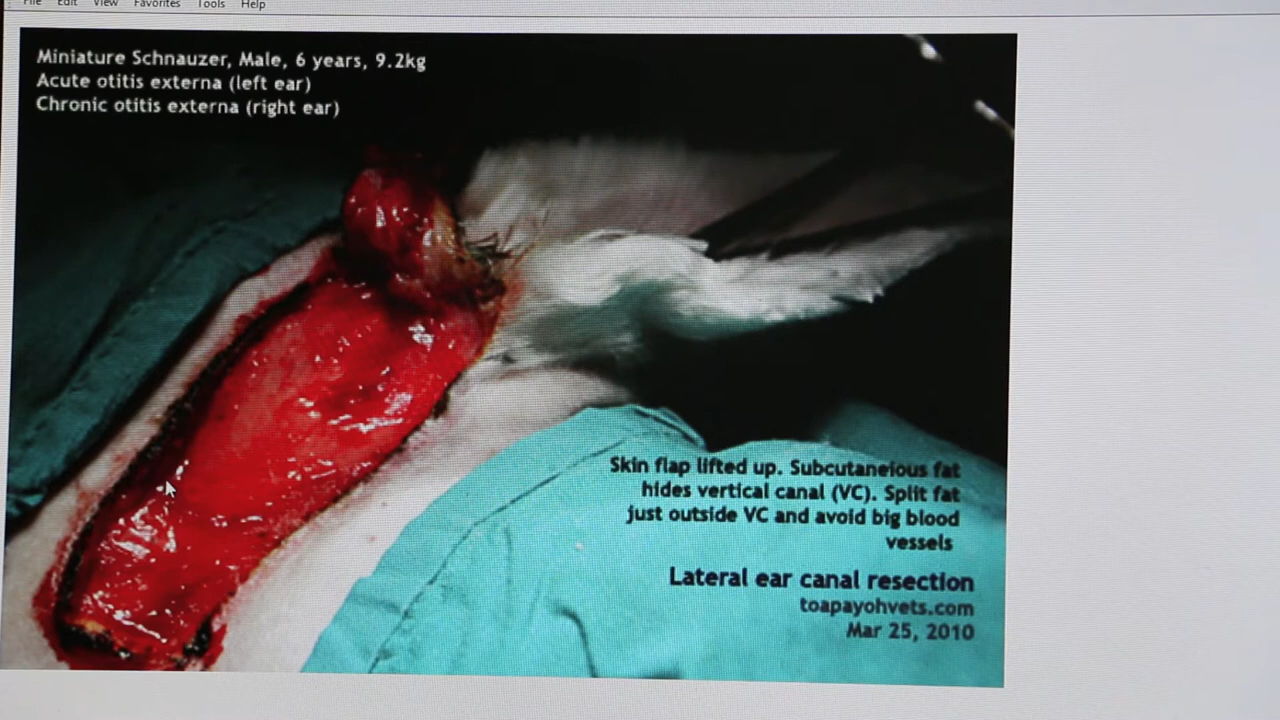 File Edit View Favorites Tools Help
Miniature Schnauzer, Male, 6 years, 9.2kg
Acute otitis externa (left ear)
Chronic otitis externa (right ear)
Skin flap lifted up. Subcutaneious fat
hides vertical canal (VC). Split fat
just outside VC and avoid big blood
vessels
Lateral ear canal resection
toapayohvets.com
Mar 25, 2010